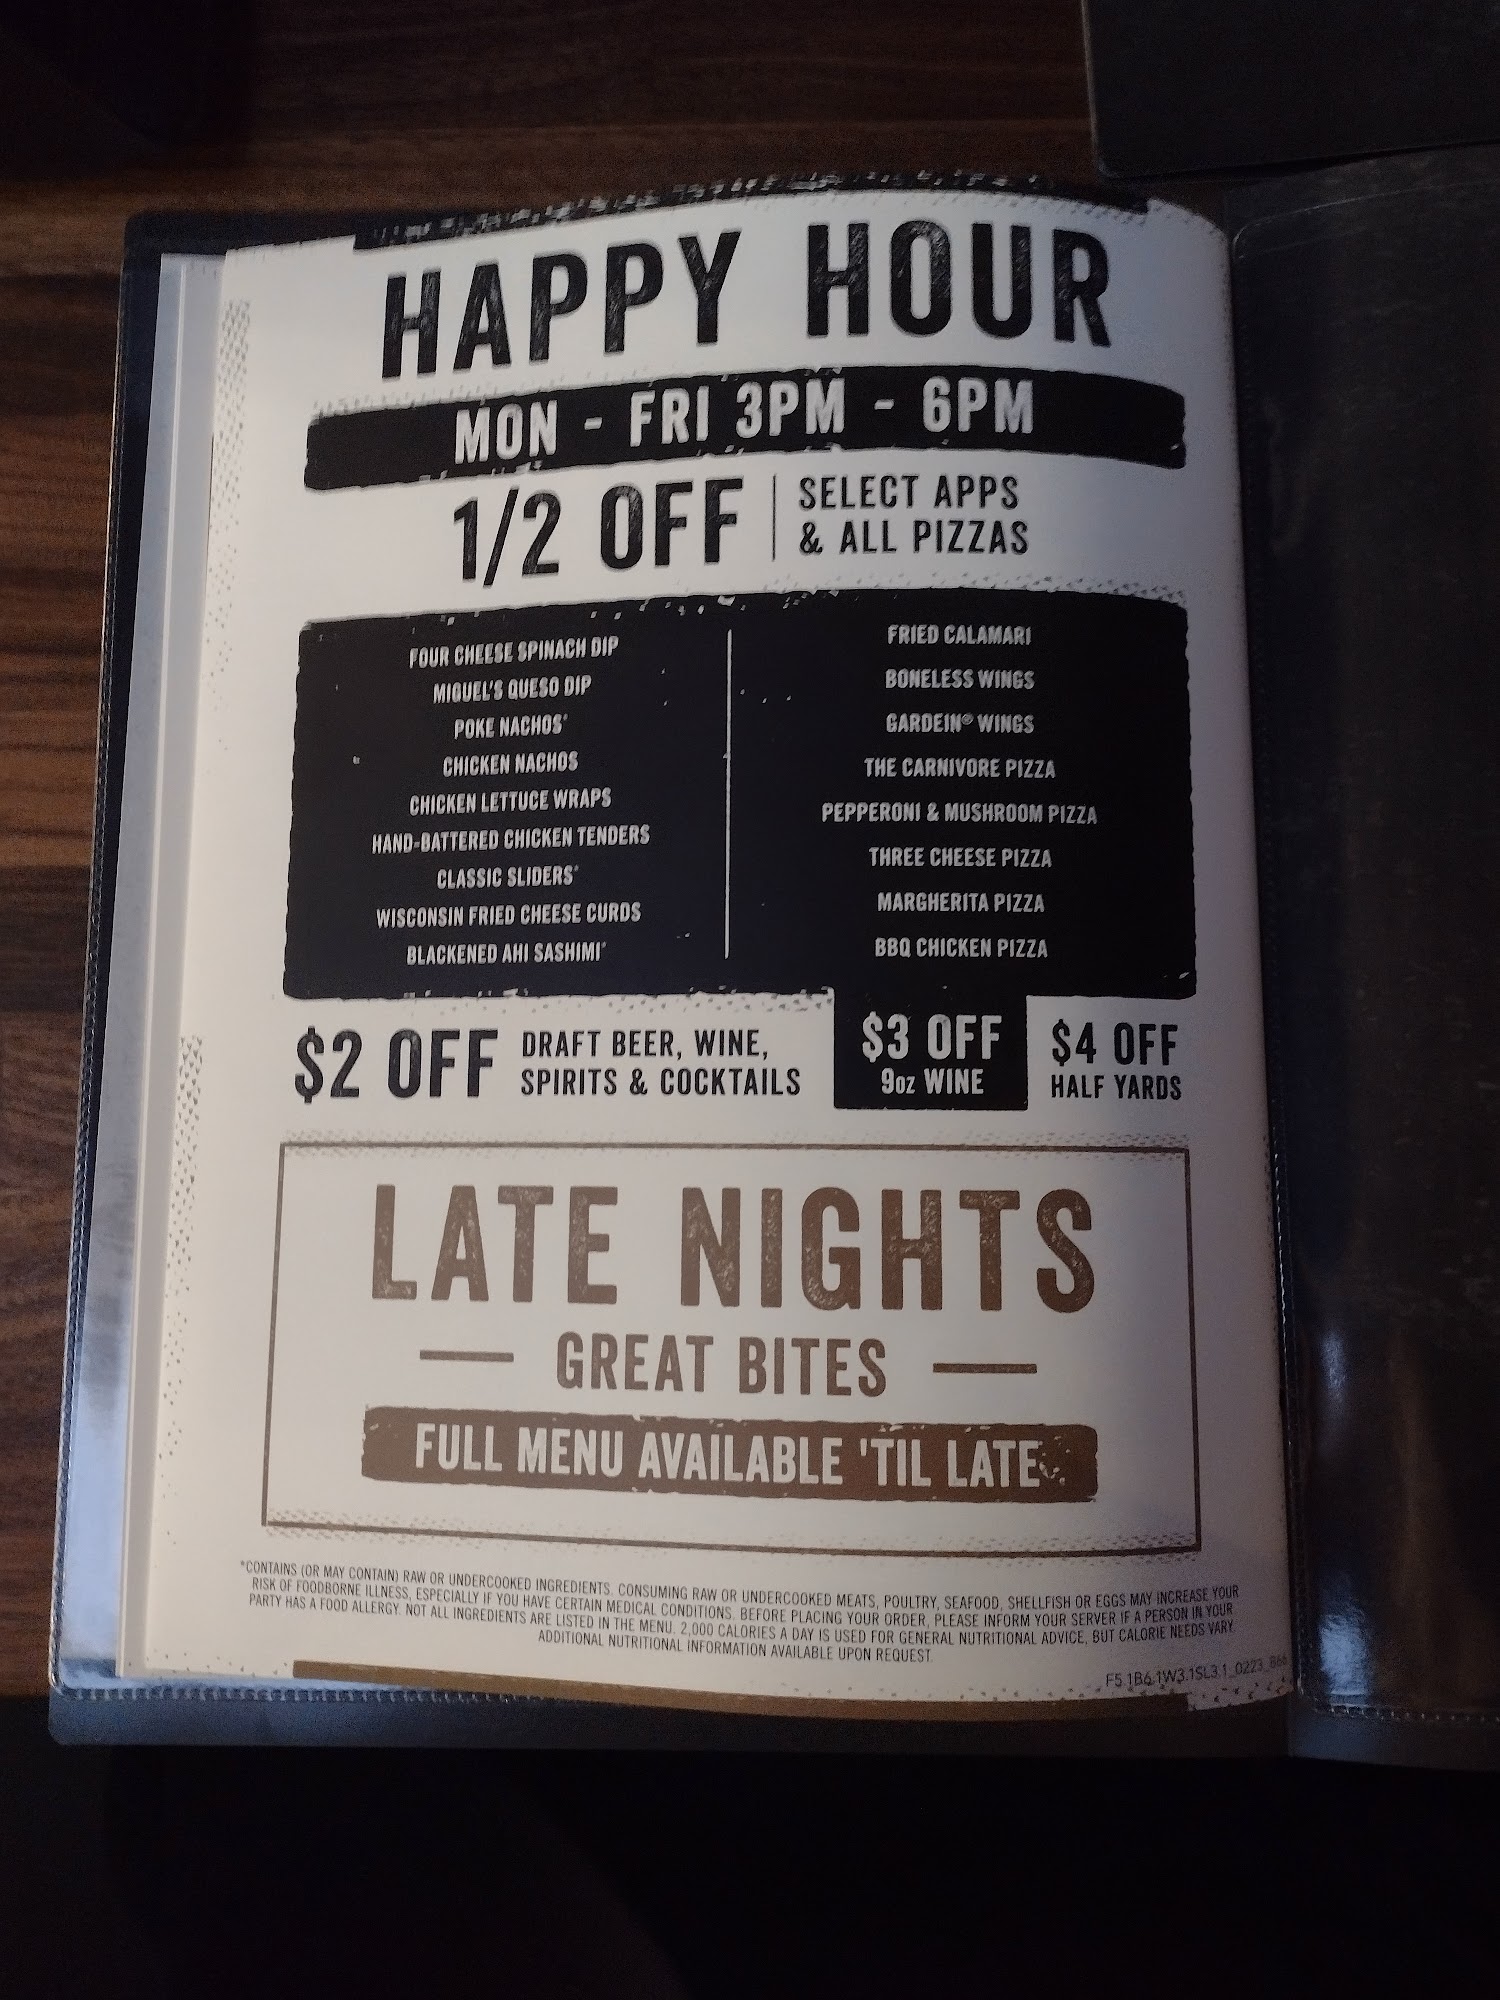 HAPPY HOUR
MON - FRI 3PM - 6PM
1/2 OFF
SELECT APPS
& ALL PIZZAS
FOUR CHEESE SPINACH DIP
MIGUEL'S QUESO DIP
POKE NACHOS*
CHICKEN NACHOS
CHICKEN LETTUCE WRAPS
HAND-BATTERED CHICKEN TENDERS
CLASSIC SLIDERS*
WISCONSIN FRIED CHEESE CURDS
BLACKENED AHI SASHIMI*
FRIED CALAMARI
BONELESS WINGS
GARDEIN® WINGS
THE CARNIVORE PIZZA
PEPPERONI & MUSHROOM PIZZA
THREE CHEESE PIZZA
MARGHERITA PIZZA
BBQ CHICKEN PIZZA
$2 OFF
DRAFT BEER, WINE,
SPIRITS & COCKTAILS
$3 OFF
9oz WINE
$4 OFF
HALF YARDS
LATE NIGHTS
GREAT BITES
FULL MENU AVAILABLE 'TIL LATE
*CONTAINS (OR MAY CONTAIN) RAW OR UNDERCOOKED INGREDIENTS. CONSUMING RAW OR UNDERCOOKED MEATS, POULTRY, SEAFOOD, SHELLFISH OR EGGS MAY INCREASE YOUR
RISK OF FOODBORNE ILLNESS, ESPECIALLY IF YOU HAVE CERTAIN MEDICAL CONDITIONS. BEFORE PLACING YOUR ORDER, PLEASE INFORM YOUR SERVER IF A PERSON IN YOUR
PARTY HAS A FOOD ALLERGY. NOT ALL INGREDIENTS ARE LISTED IN THE MENU. 2,000 CALORIES A DAY IS USED FOR GENERAL NUTRITIONAL ADVICE, BUT CALORIE NEEDS VARY.
ADDITIONAL NUTRITIONAL INFORMATION AVAILABLE UPON REQUEST.